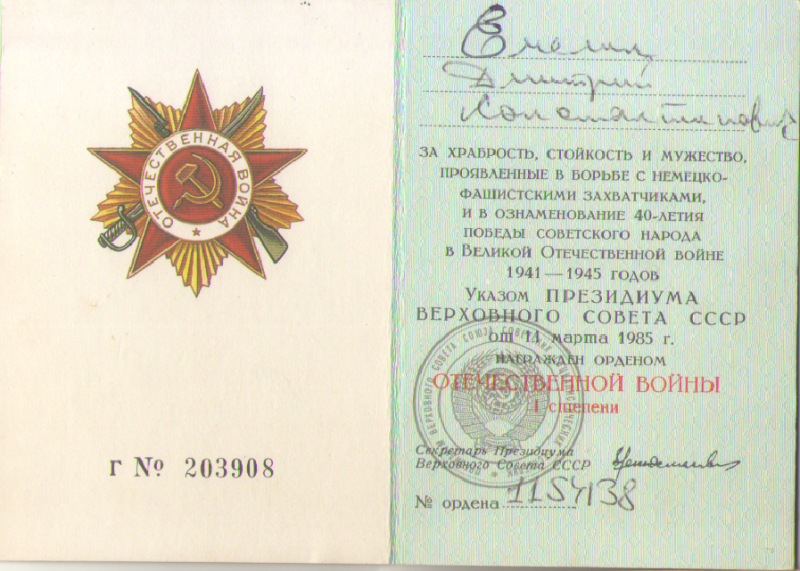 ОТЕЧЕСТВЕННАЯ ВОЙНА
г № 203908
Дмитрий
Константинович
ЗА ХРАБРОСТЬ, СТОЙКОСТЬ И МУЖЕСТВО,
ПРОЯВЛЕННЫЕ В БОРЬБЕ С НЕМЕЦКО-
ФАШИСТСКИМИ ЗАХВАТЧИКАМИ,
И В ОЗНАМЕНОВАНИЕ 40-ЛЕТИЯ
ПОБЕДЫ СОВЕТСКОГО НАРОДА
В ВЕЛИКОЙ ОТЕЧЕСТВЕННОЙ ВОЙНЕ
1941—1945 ГОДОВ
УКАЗОМ ПРЕЗИДИУМА
ВЕРХОВНОГО СОВЕТА СССР
от 11 марта 1985 г.
НАГРАЖДЕН ОРДЕНОМ
ОТЕЧЕСТВЕННОЙ ВОЙНЫ
I степени
Секретарь Президиума
Верховного Совета СССР
№ ордена 1154138